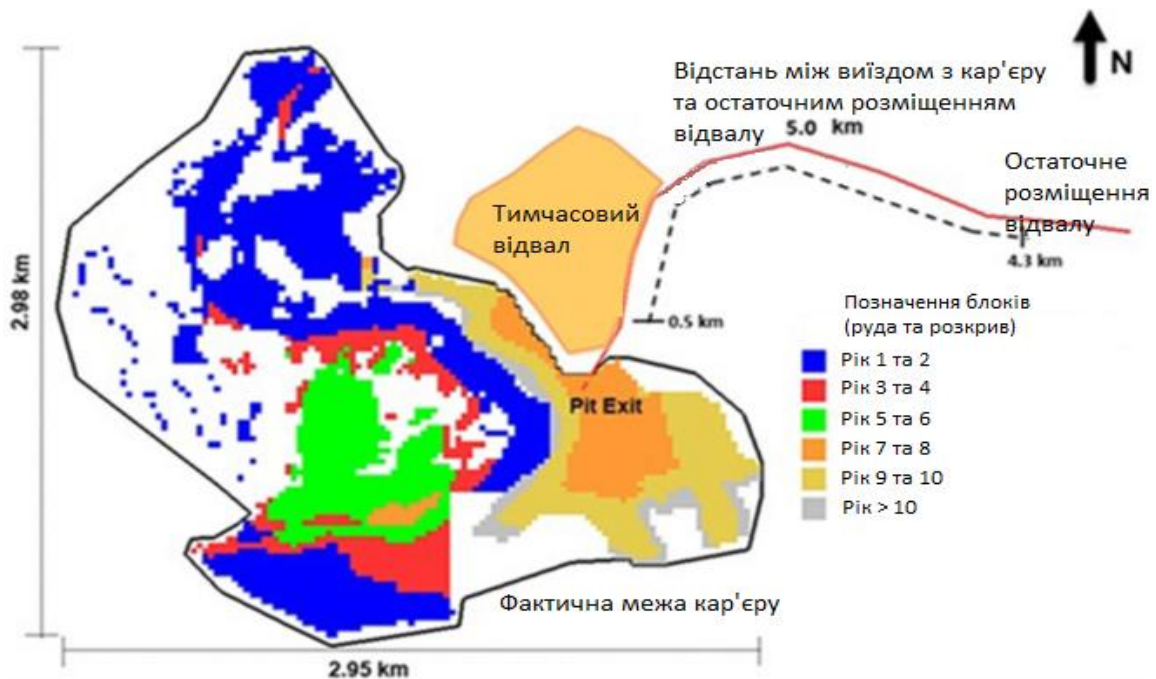 N
Відстань між виїздом з кар'єру
та остаточним розміщенням
відвалу
5.0 km
Остаточне
розміщення
відвалу
Тимчасовий
відвал
4.3 km
0.5 km
2.98 km
Позначення блоків
(руда та розкрив)
Рік 1 та 2
Рік 3 та 4
Рік 5 та 6
Рік 7 та 8
Рік 9 та 10
Рік > 10
Pit Exit
Фактична межа кар'єру
2.95 km